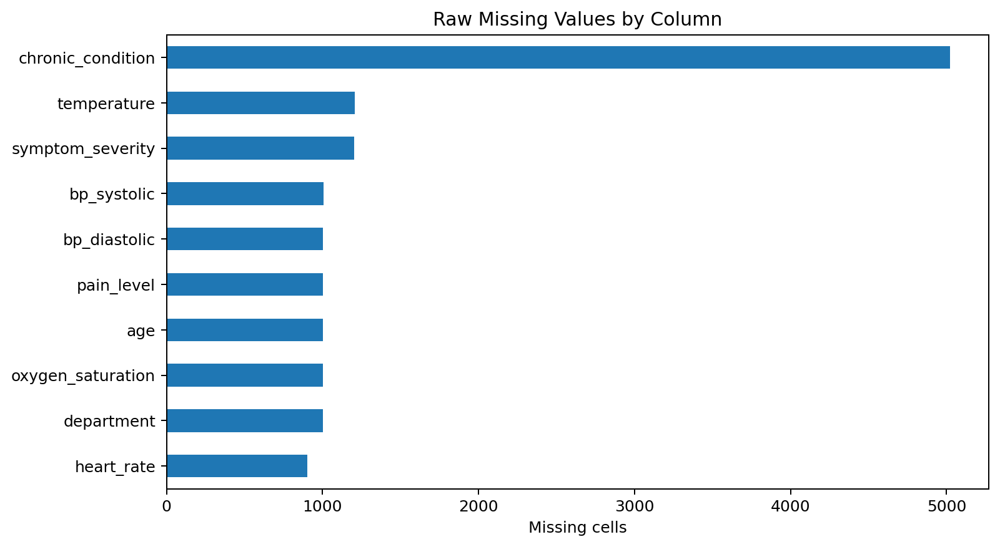 Raw Missing Values by Column
chronic_condition
temperature
symptom_severity
bp_systolic
bp_diastolic
pain_level
age
oxygen_saturation
department
heart_rate
0 1000 2000 3000 4000 5000
Missing cells